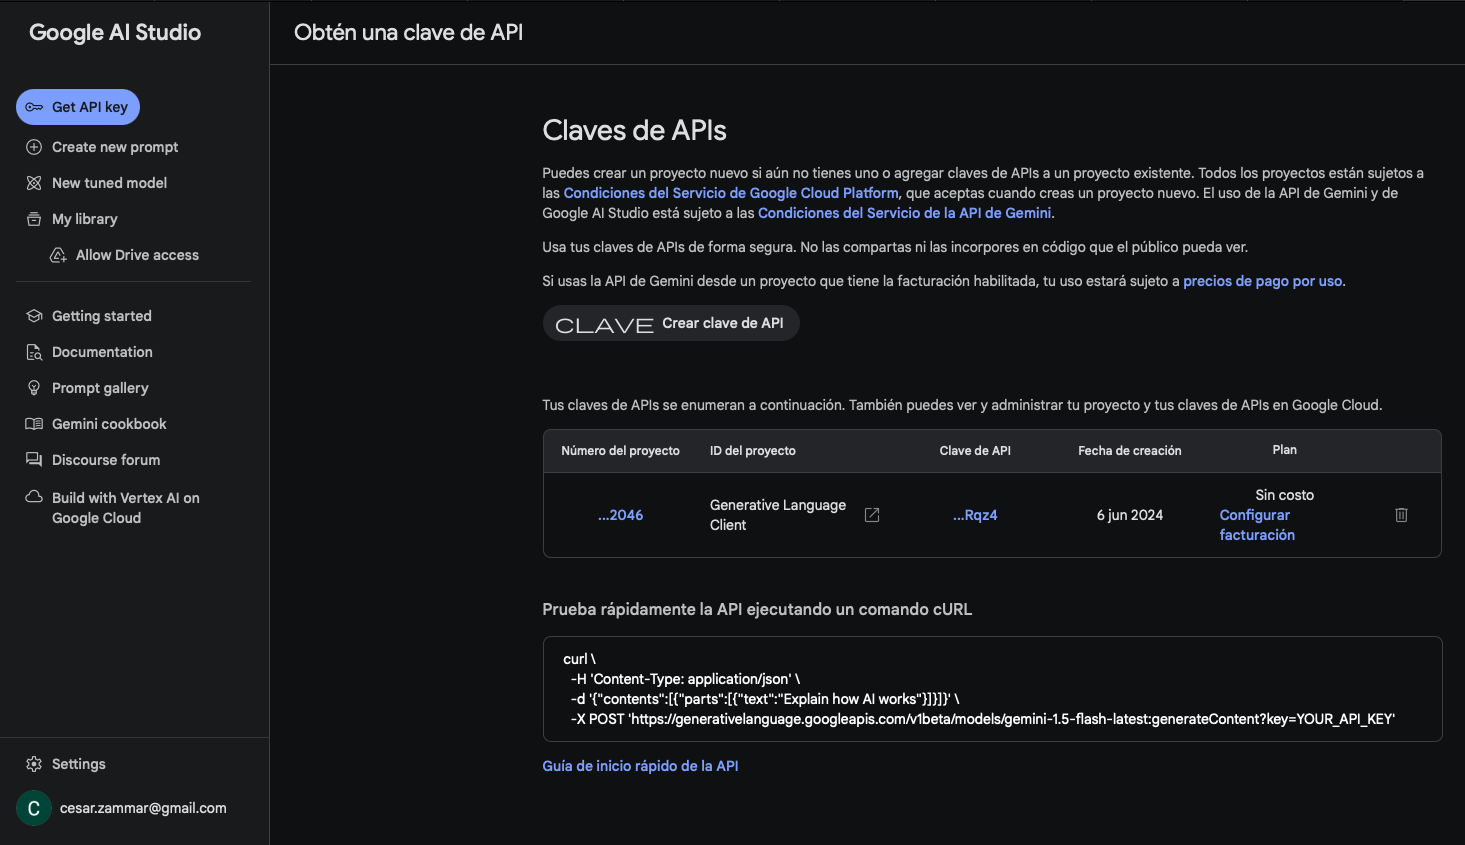 Google AI Studio
Get API key
Create new prompt
New tuned model
My library
Allow Drive access
Getting started
Documentation
Prompt gallery
Gemini cookbook
Discourse forum
Build with Vertex AI on
Google Cloud
Settings
C
cesar.zammar@gmail.com
Obtén una clave de API
Claves de APIs
Puedes crear un proyecto nuevo si aún no tienes uno o agregar claves de APIs a un proyecto existente. Todos los proyectos están sujetos a
las Condiciones del Servicio de Google Cloud Platform, que aceptas cuando creas un proyecto nuevo. El uso de la API de Gemini y de
Google AI Studio está sujeto a las Condiciones del Servicio de la API de Gemini.
Usa tus claves de APIs de forma segura. No las compartas ni las incorpores en código que el público pueda ver.
Si usas la API de Gemini desde un proyecto que tiene la facturación habilitada, tu uso estará sujeto a precios de pago por uso.
CLAVE Crear clave de API
Tus claves de APIs se enumeran a continuación. También puedes ver y administrar tu proyecto y tus claves de APIs en Google Cloud.
Número del proyecto ID del proyecto Clave de API Fecha de creación Plan
...2046 Generative Language Client ...Rqz4 6 jun 2024 Sin costo
Configurar
facturación
Prueba rápidamente la API ejecutando un comando cURL
curl \
-H 'Content-Type: application/json' \
-d '{"contents":[{"parts":[{"text":"Explain how AI works"}]}]}' \
-X POST 'https://generativelanguage.googleapis.com/v1beta/models/gemini-1.5-flash-latest:generateContent?key=YOUR_API_KEY'
Guía de inicio rápido de la API